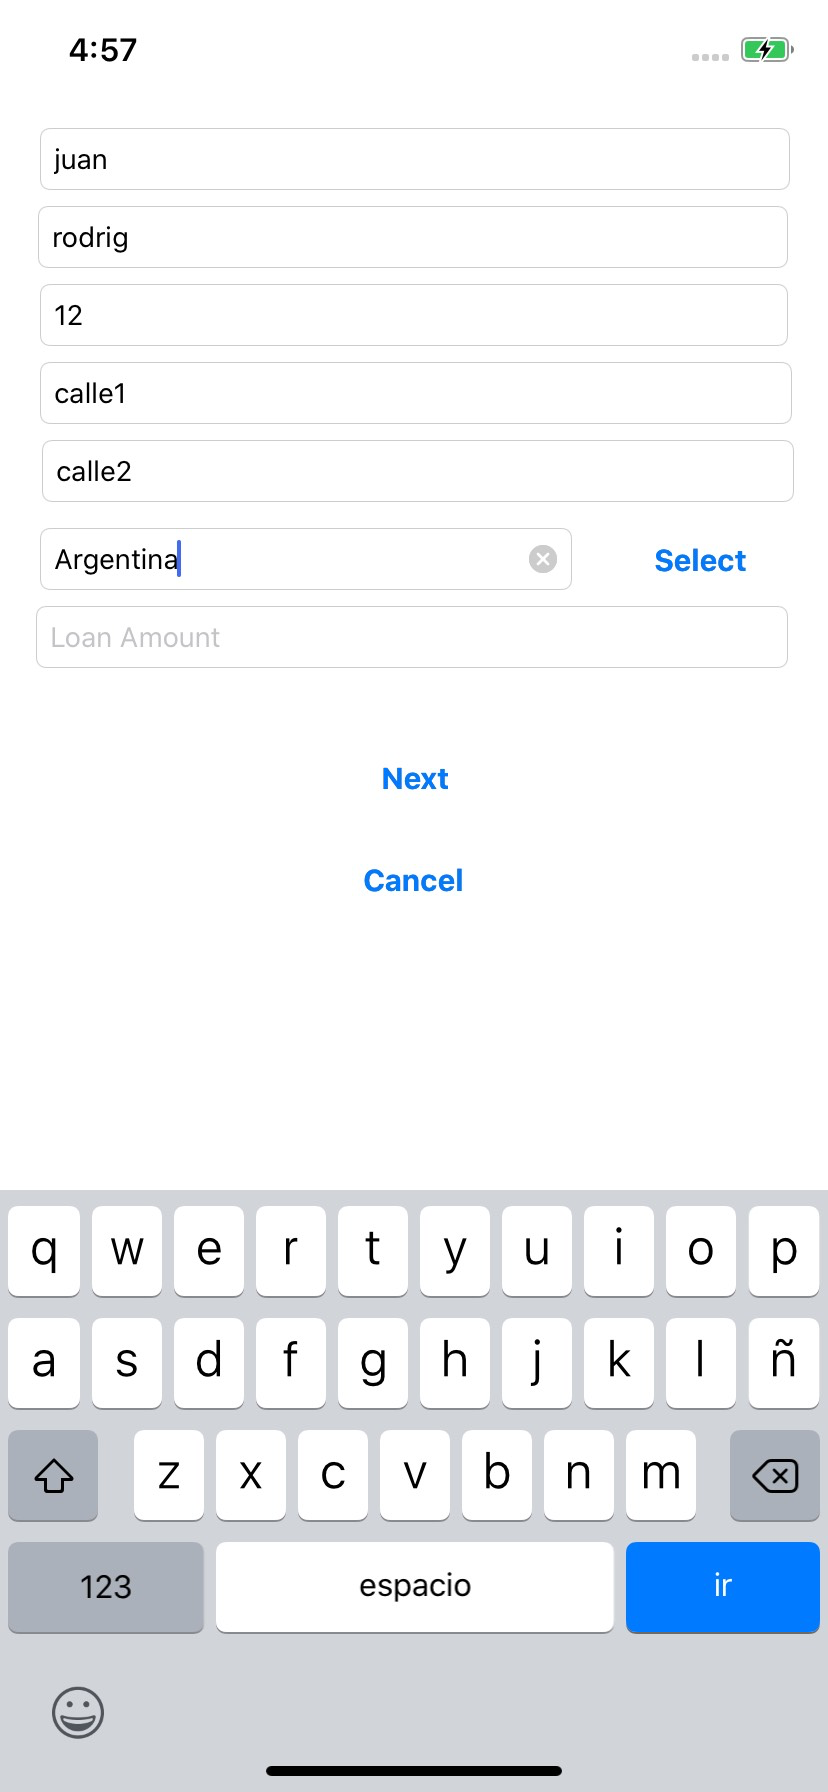 4:57
juan
rodrig
12
calle1
calle2
Argentina Select
Loan Amount
Next
Cancel
q w e r t y u i o p
a s d f g h j k l ñ
z x c v b n m
123 espacio ir